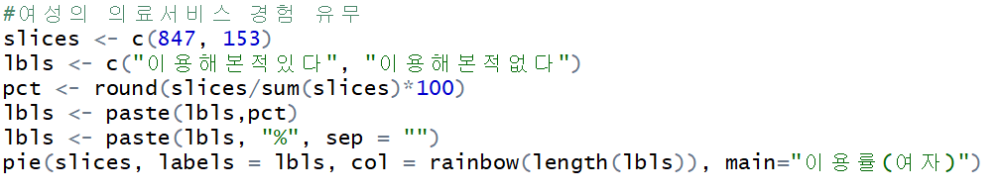 #여성의 의료서비스 경험 유무
slices <- c(847, 153)
lbls <- c("이용해본적있다", "이용해본적없다")
pct <- round(slices/sum(slices)*100)
lbls <- paste(lbls,pct)
lbls <- paste(lbls, "%", sep = "")
pie(slices, labels = lbls, col = rainbow(length(lbls)), main="이용률(여자)")